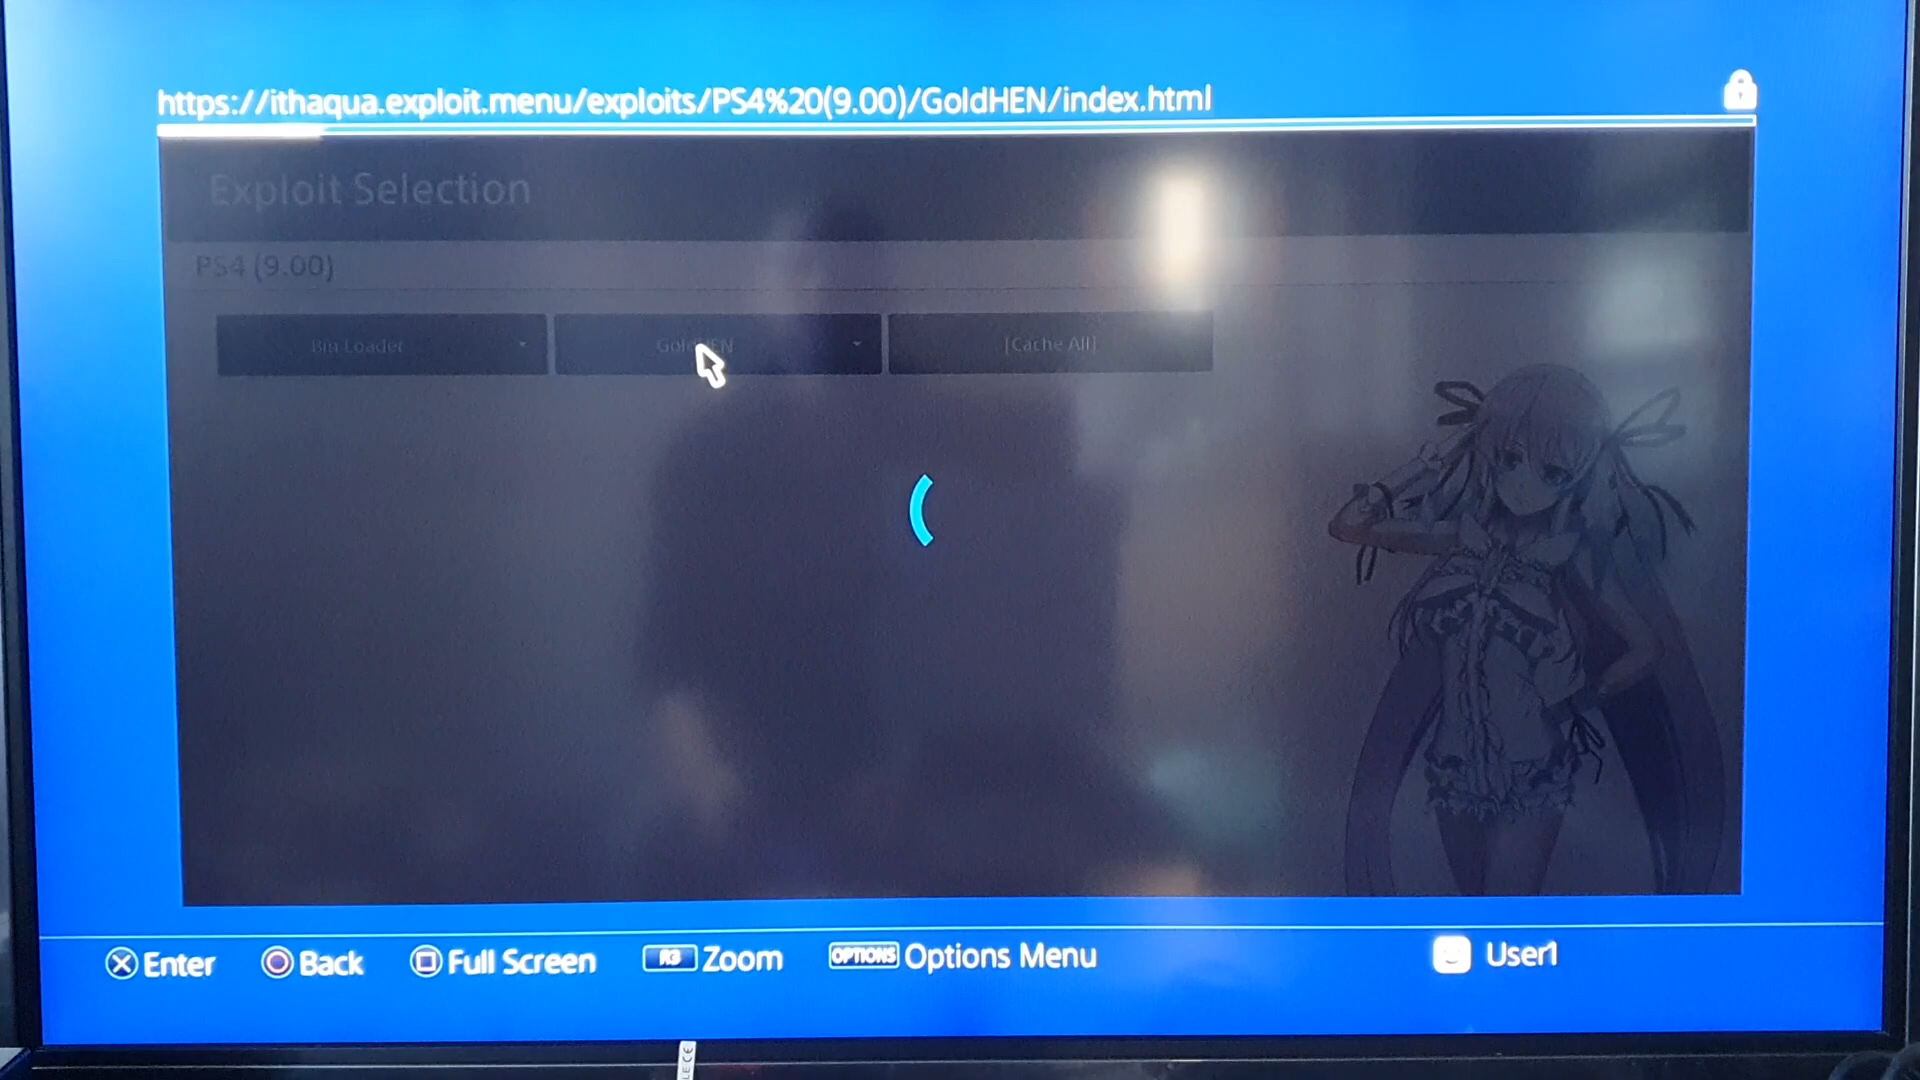 https://ithaqua.exploit.menu/exploits/PS4%20(9.00)/GoldHEN/index.html
Exploit Selection
PS4 (9.00)
Bin Loader GoldHEN [Cache All]
Enter Back Full Screen R3 Zoom OPTIONS Options Menu User1